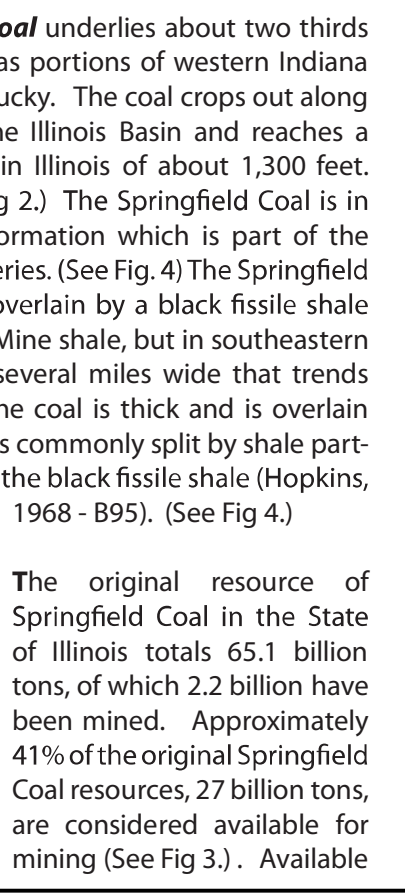 oal underlies about two thirds
as portions of western Indiana
ucky. The coal crops out along
he Illinois Basin and reaches a
in Illinois of about 1,300 feet.
g 2.) The Springfield Coal is in
ormation which is part of the
eries. (See Fig. 4) The Springfield
overlain by a black fissile shale
Mine shale, but in southeastern
several miles wide that trends
he coal is thick and is overlain
s commonly split by shale part-
the black fissile shale (Hopkins,
1968 - B95). (See Fig 4.)
The original resource of
Springfield Coal in the State
of Illinois totals 65.1 billion
tons, of which 2.2 billion have
been mined. Approximately
41% of the original Springfield
Coal resources, 27 billion tons,
are considered available for
mining (See Fig 3.) . Available